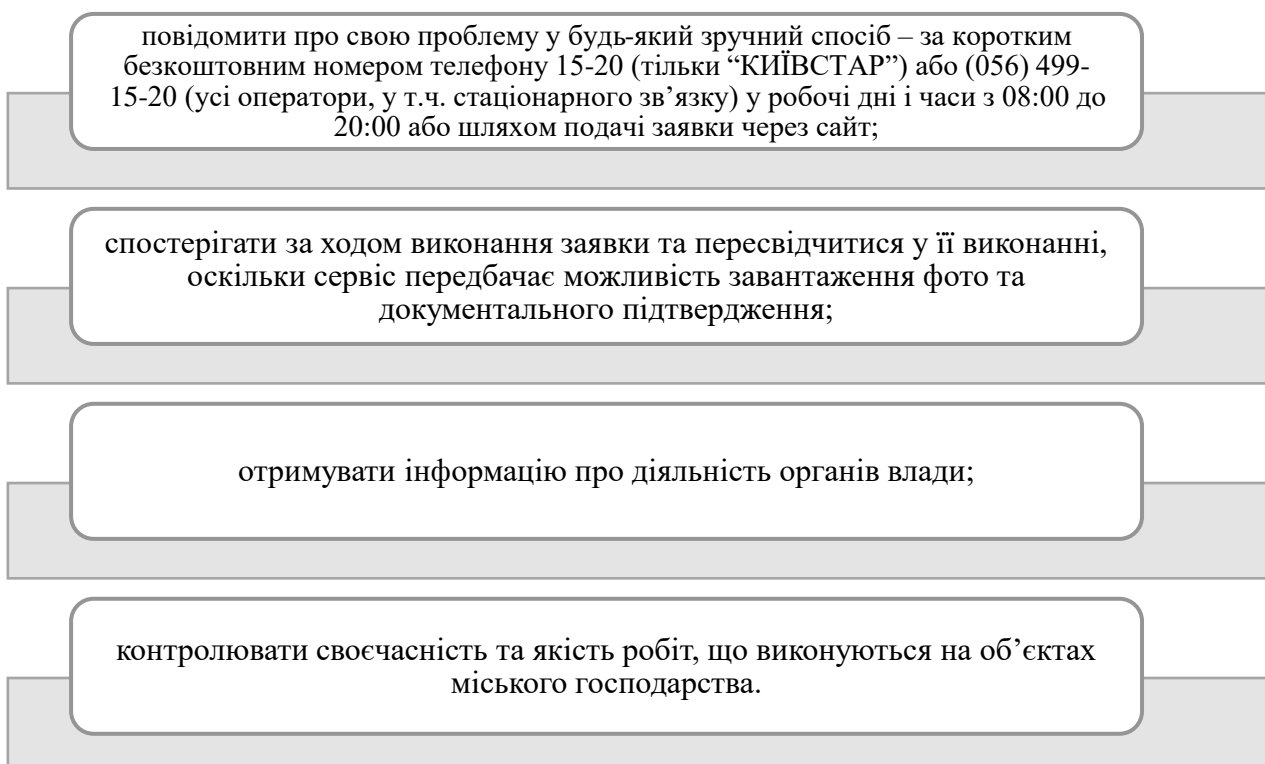 повідомити про свою проблему у будь-який зручний спосіб – за коротким
безкоштовним номером телефону 15-20 (тільки “КИЇВСТАР”) або (056) 499-
15-20 (усі оператори, у т.ч. стаціонарного зв’язку) у робочі дні і часи з 08:00 до
20:00 або шляхом подачі заявки через сайт;
спостерігати за ходом виконання заявки та пересвідчитися у її виконанні,
оскільки сервіс передбачає можливість завантаження фото та
документального підтвердження;
отримувати інформацію про діяльність органів влади;
контролювати своєчасність та якість робіт, що виконуються на об’єктах
міського господарства.